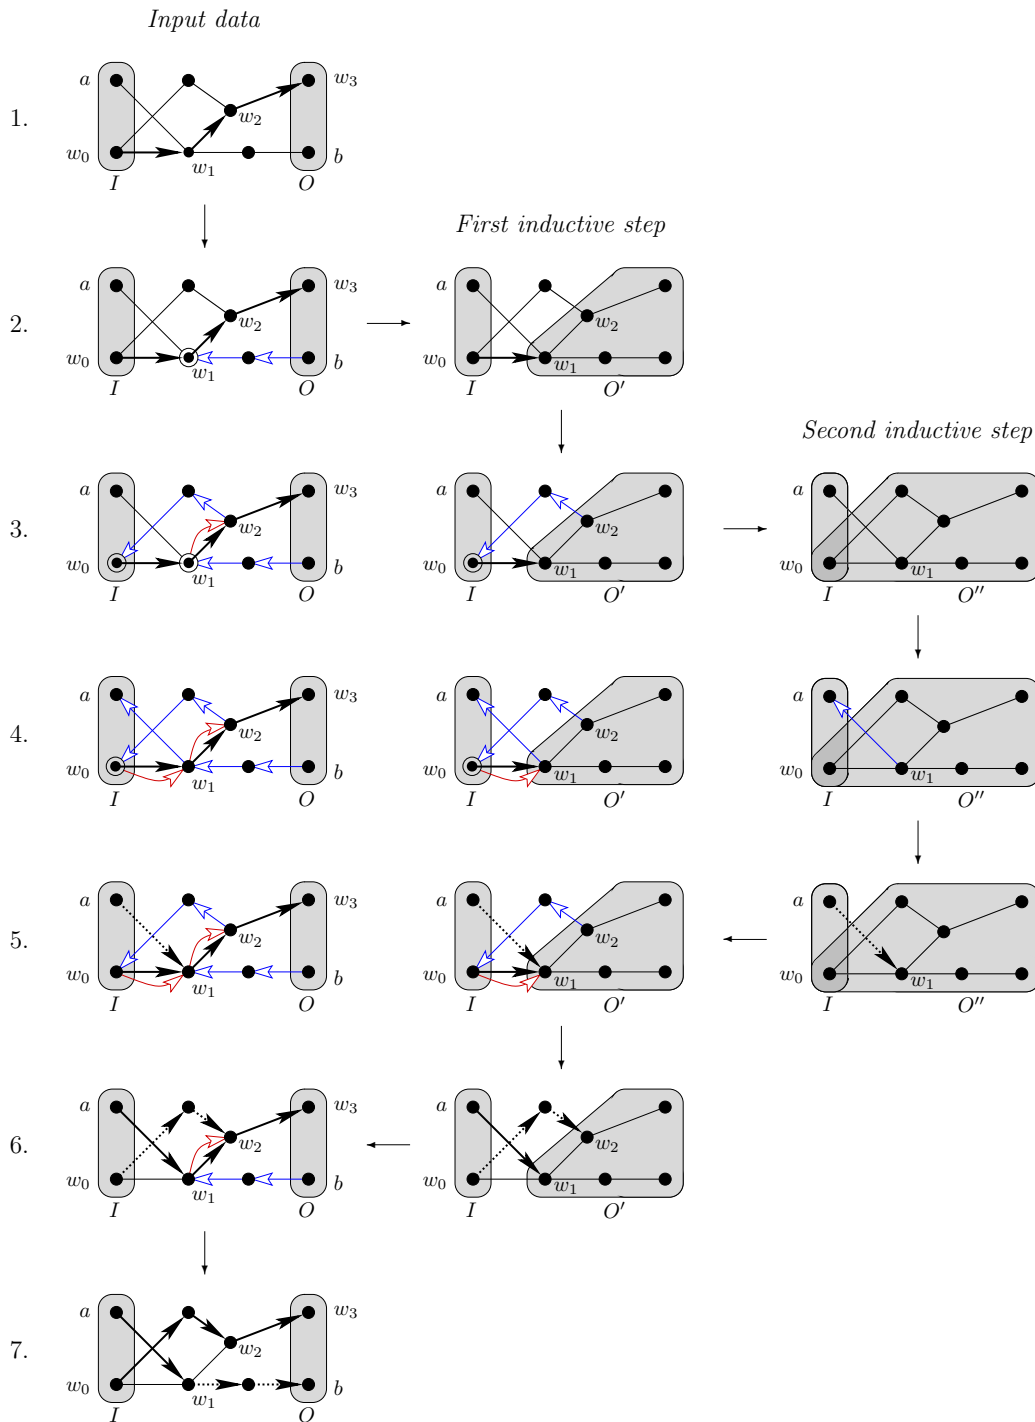 Input data
1.
a w₃
w₂
w₀ w₁ b
I O
First inductive step
2.
a w₃
w₂ w₂
w₀ w₁ b w₀ w₁
I O I O′
Second inductive step
3.
a w₃ a a
w₂ w₂
w₀ w₁ b w₀ w₁ w₀ w₁
I O I O′ I O″
4.
a w₃ a a
w₂ w₂
w₀ w₁ b w₀ w₁ w₀ w₁
I O I O′ I O″
5.
a w₃ a a
w₂ w₂
w₀ w₁ b w₀ w₁ w₀ w₁
I O I O′ I O″
6.
a w₃ a
w₂ w₂
w₀ w₁ b w₀ w₁
I O I O′
7.
a w₃
w₂
w₀ w₁ b
I O